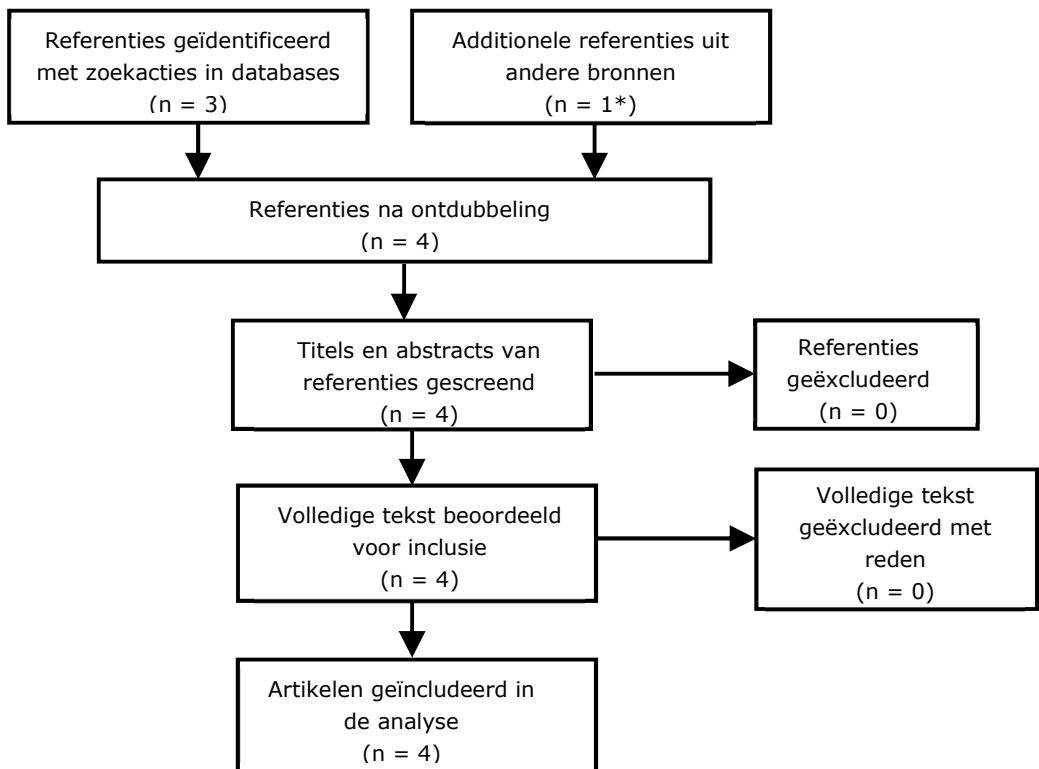 Referenties geïdentificeerd
met zoekacties in databases
(n = 3)
Additionele referenties uit
andere bronnen
(n = 1*)
Referenties na ontdubbeling
(n = 4)
Titels en abstracts van
referenties gescreend
(n = 4)
Referenties
geëxcludeerd
(n = 0)
Volledige tekst beoordeeld
voor inclusie
(n = 4)
Volledige tekst
geëxcludeerd met
reden
(n = 0)
Artikelen geïncludeerd in
de analyse
(n = 4)